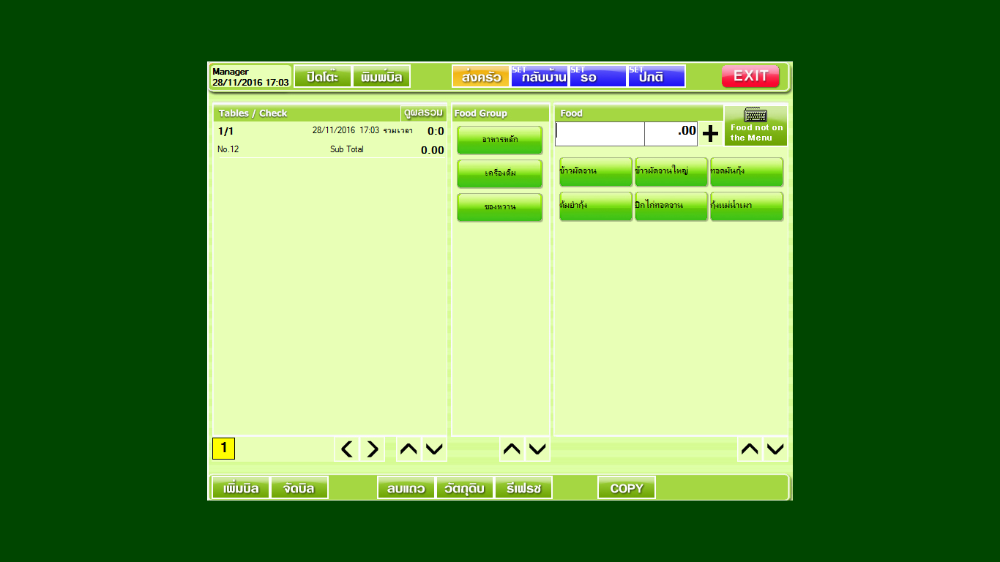 Manager
28/11/2016 17:03
ปิดโต๊ะ
พิมพ์บิล
ส่งครัว
SET
กลับบ้าน
SET
รอ
SET
ปกติ
EXIT
Tables / Check
ดูผลรวม
1/1
28/11/2016 17:03 รวมเวลา 0:0
No.12
Sub Total
0.00
Food Group
อาหารหลัก
เครื่องดื่ม
ของหวาน
Food
.00
+
Food not on
the Menu
ข้าวผัดจาน
ข้าวผัดจานใหญ่
ทอดมันกุ้ง
ต้มยำกุ้ง
ปีกไก่ทอดจาน
กุ้งแม่น้ำเผา
1
เพิ่มบิล
จัดบิล
ลบแถว
วัตถุดิบ
รีเฟรช
COPY